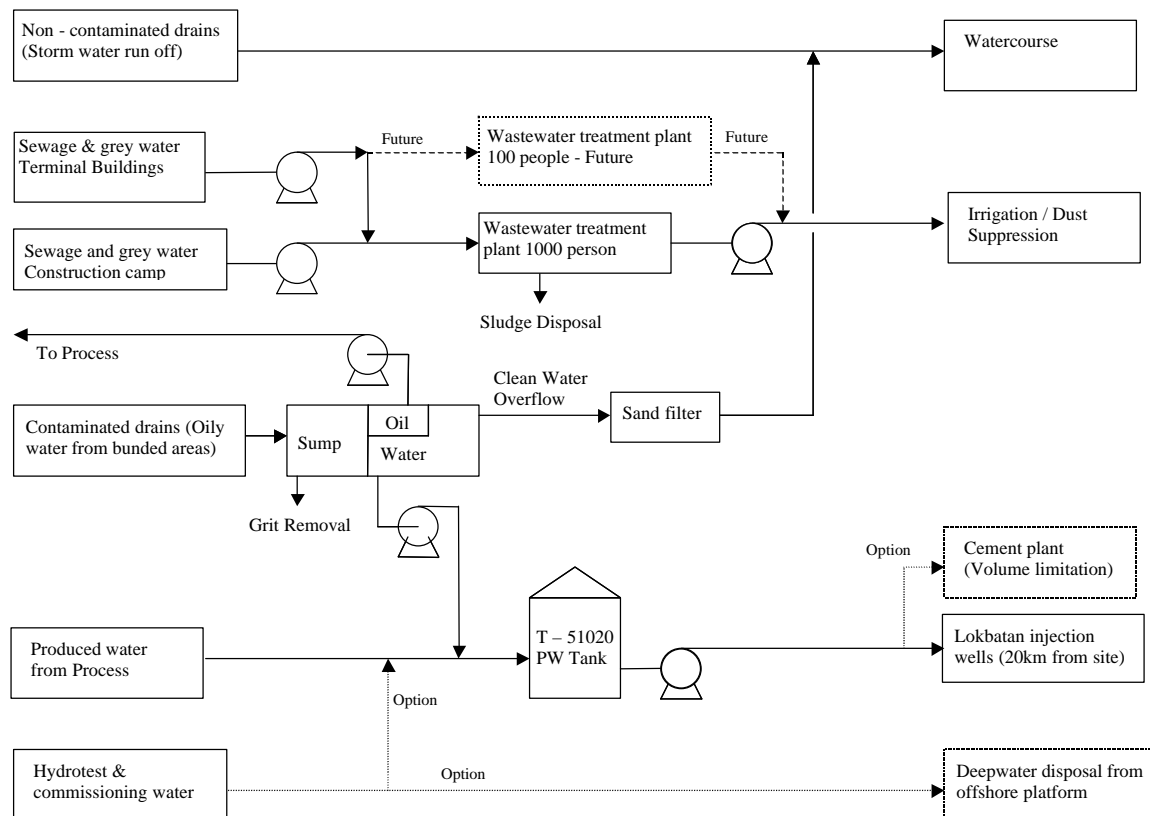 Non - contaminated drains
(Storm water run off)
Watercourse
Sewage & grey water
Terminal Buildings
Future
Wastewater treatment plant
100 people - Future
Future
Irrigation / Dust
Suppression
Sewage and grey water
Construction camp
Wastewater treatment
plant 1000 person
Sludge Disposal
To Process
Clean Water
Overflow
Contaminated drains (Oily
water from bunded areas)
Sump
Oil
Water
Sand filter
Grit Removal
Option
Cement plant
(Volume limitation)
Produced water
from Process
T – 51020
PW Tank
Lokbatan injection
wells (20km from site)
Option
Hydrotest &
commissioning water
Option
Deepwater disposal from
offshore platform